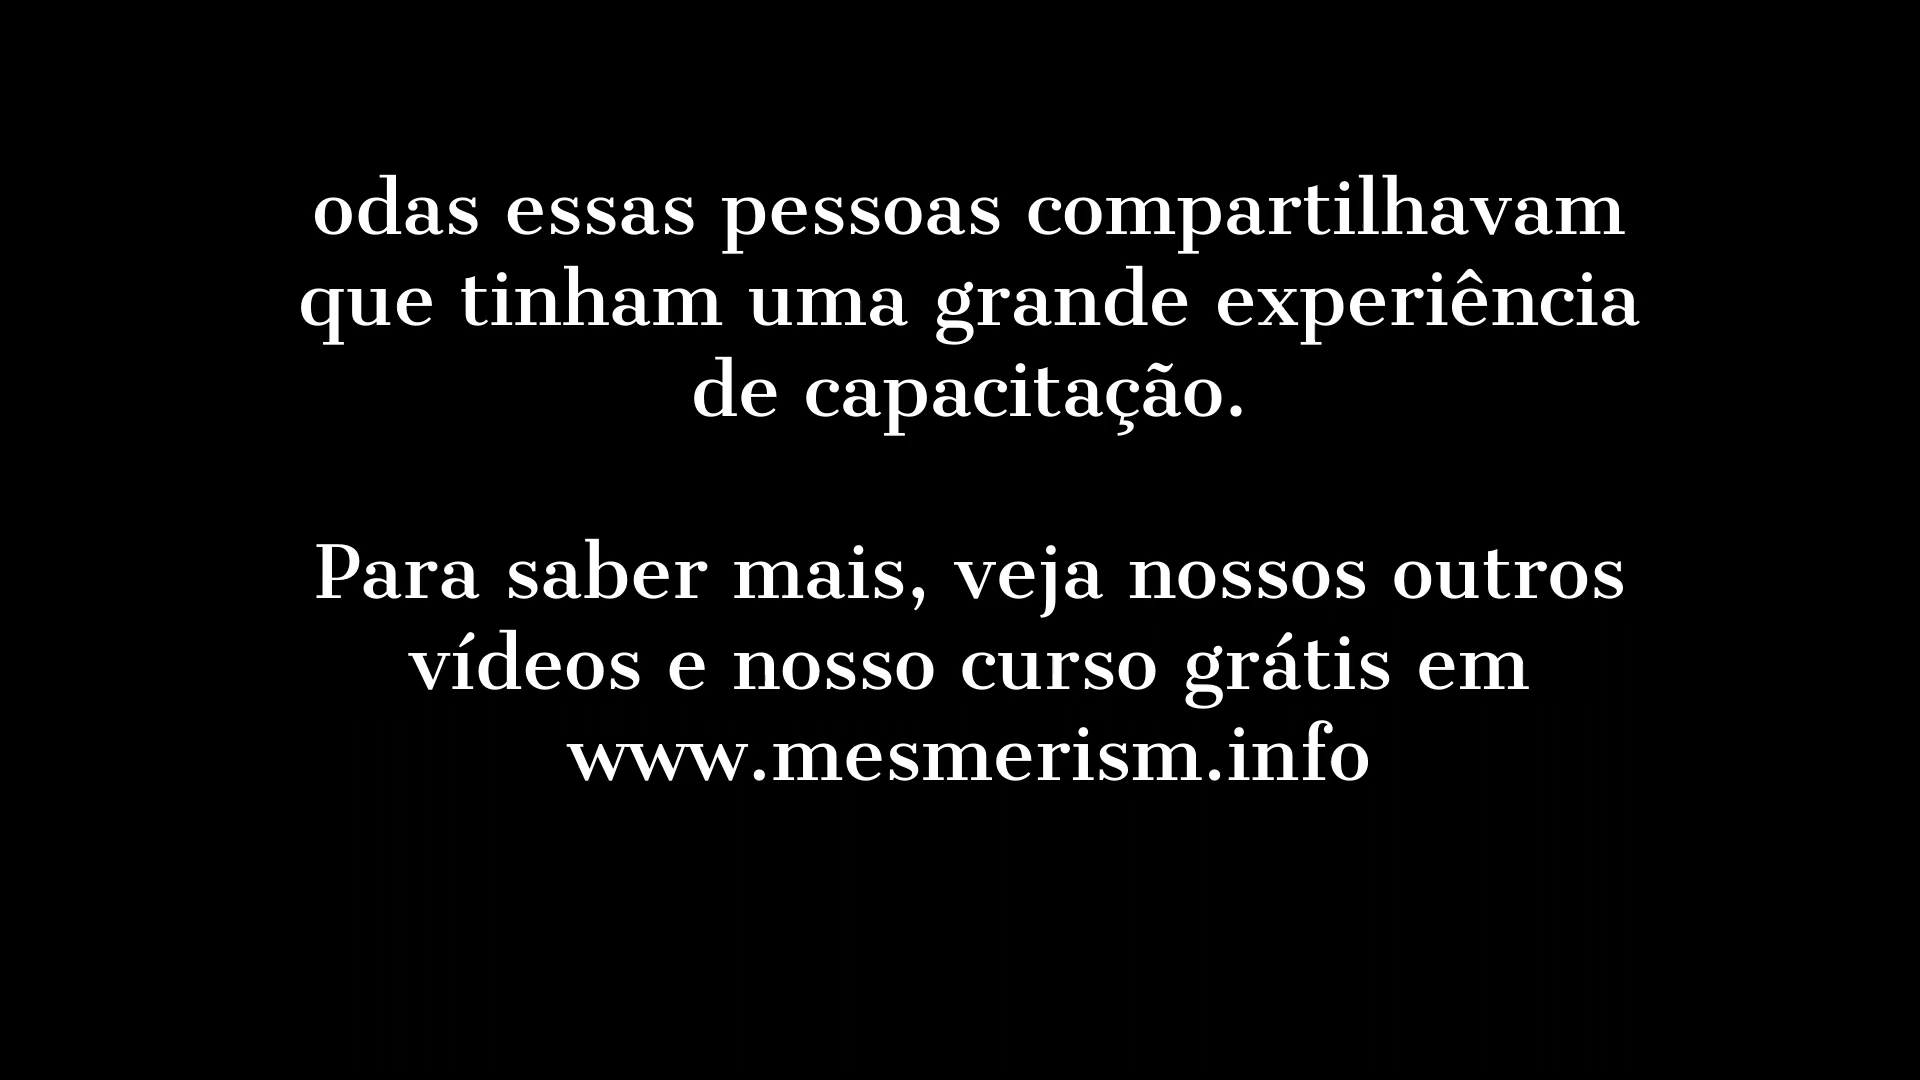 odas essas pessoas compartilhavam
que tinham uma grande experiência
de capacitação.
Para saber mais, veja nossos outros
vídeos e nosso curso grátis em
www.mesmerism.info